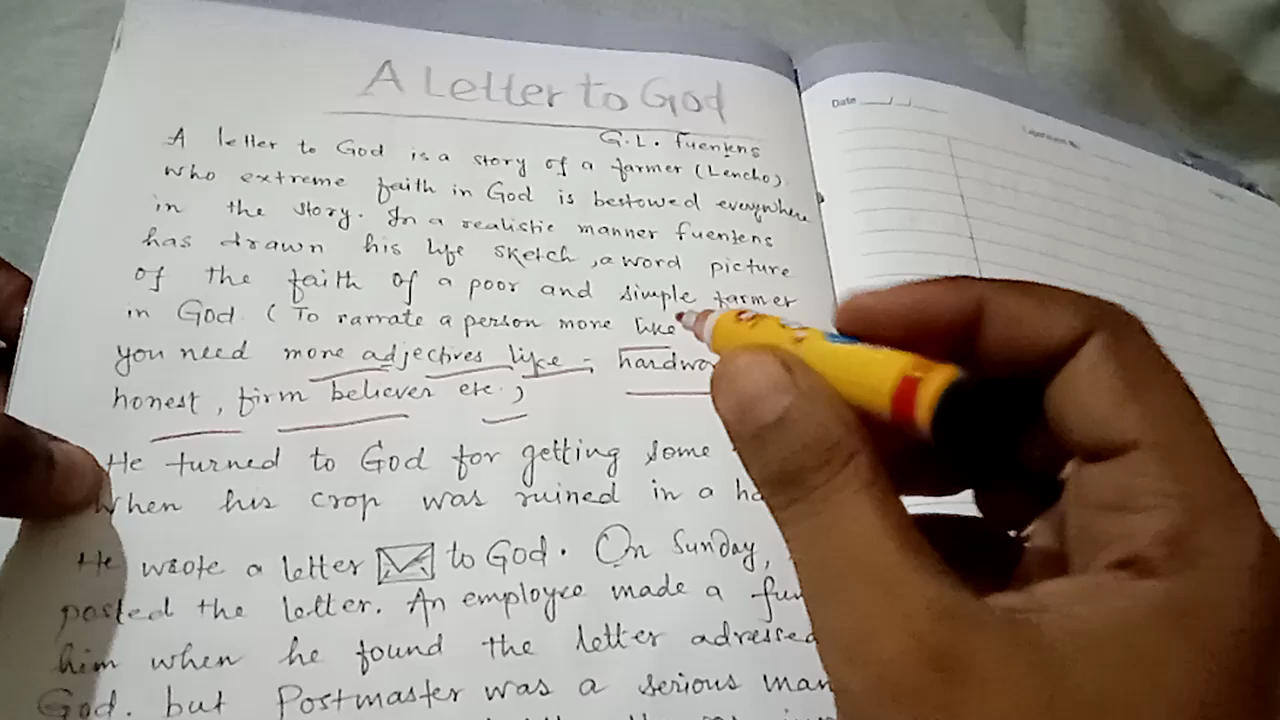 A Letter to God
G.L. Fuentens
A letter to God is a story of a farmer (Lencho)
who extreme faith in God is bestowed everywhere
in the story. In a realistic manner fuentens
has drawn his life sketch, a word picture
of the faith of a poor and simple farmer
in God. (To narrate a person more like
you need more adjectives like - hardwo
honest, firm believer etc.)
He turned to God for getting some
When his crop was ruined in a ha
He wrote a letter to God. On Sunday,
posted the letter. An employee made a fun
him when he found the letter adressed
God. but Postmaster was a serious man
Date